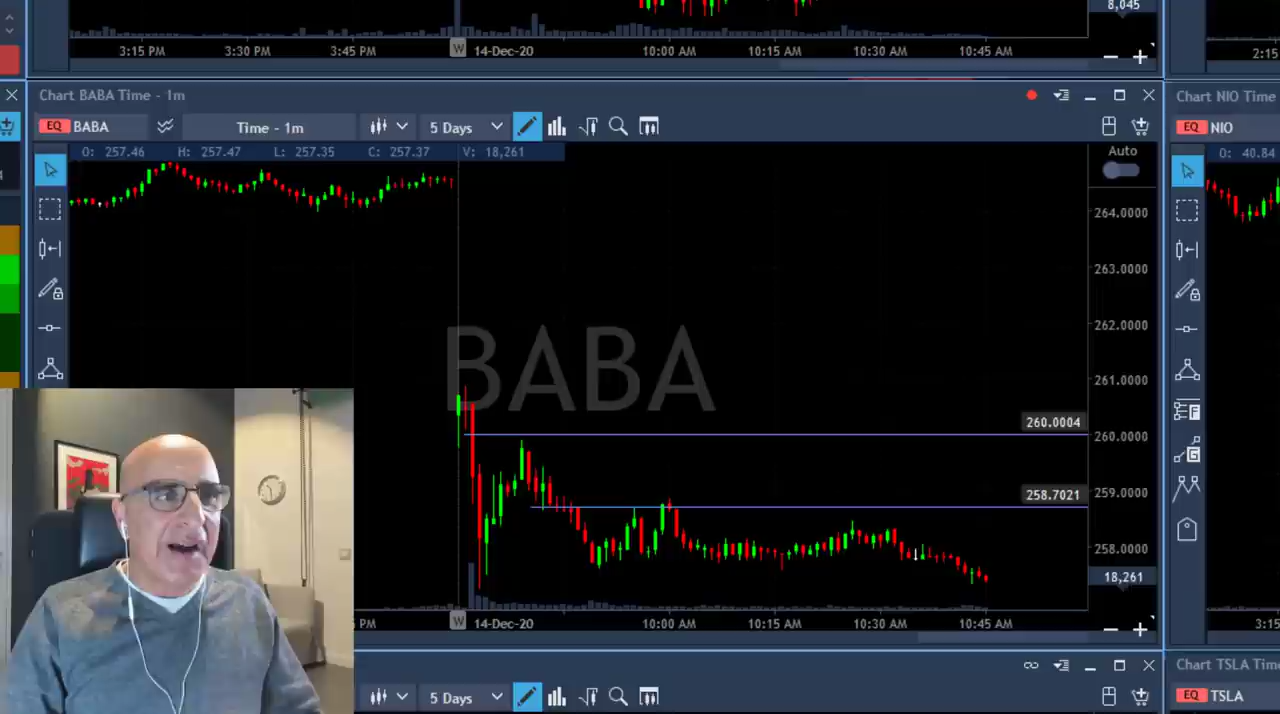 8,045
3:15 PM 3:30 PM 3:45 PM W 14-Dec-20 10:00 AM 10:15 AM 10:30 AM 10:45 AM
2:15
Chart BABA Time - 1m
Chart NIO Time
EQ BABA Time - 1m 5 Days
EQ NIO
O: 257.46 H: 257.47 L: 257.35 C: 257.37 V: 18,261
Auto
O: 40.84
264.0000
263.0000
262.0000
BABA
261.0000
260.0004
260.0000
258.7021
259.0000
258.0000
18,261
F
G
PM W 14-Dec-20 10:00 AM 10:15 AM 10:30 AM 10:45 AM
3:15
Chart TSLA Time
5 Days
EQ TSLA